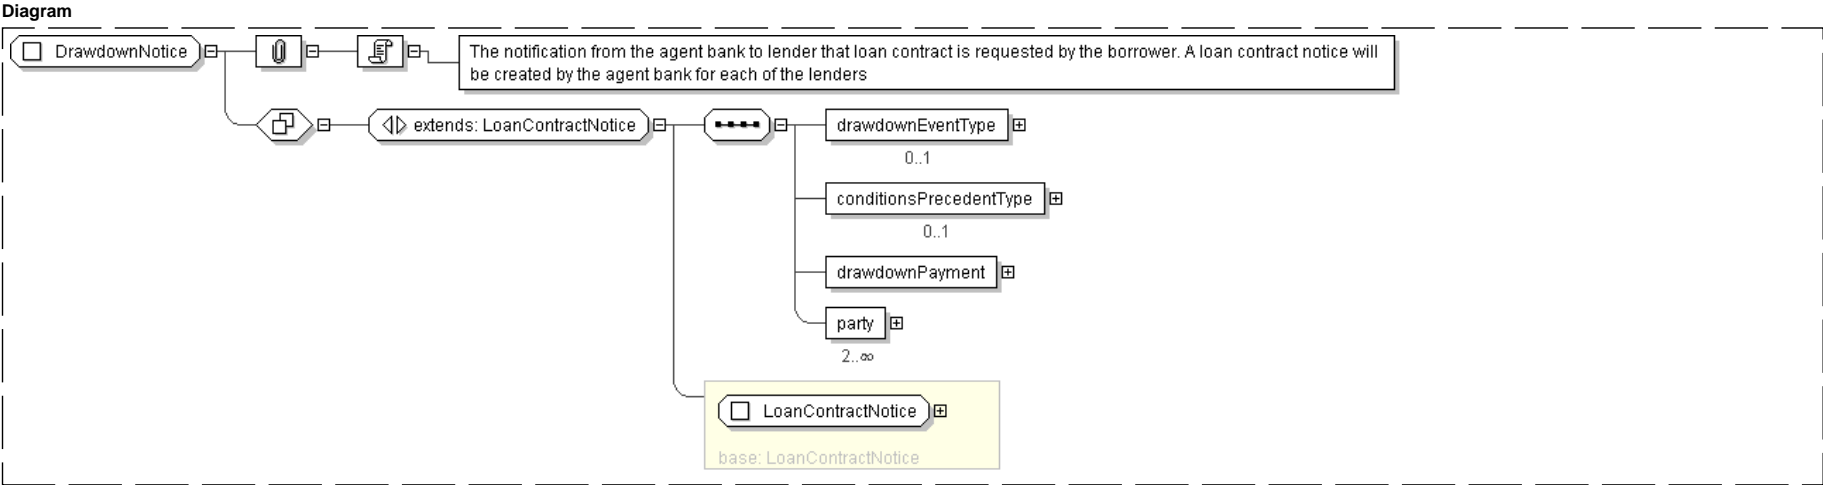 Diagram
DrawdownNotice
The notification from the agent bank to lender that loan contract is requested by the borrower. A loan contract notice will
be created by the agent bank for each of the lenders
extends: LoanContractNotice
drawdownEventType
0..1
conditionsPrecedentType
0..1
drawdownPayment
party
2..∞
LoanContractNotice
base: LoanContractNotice